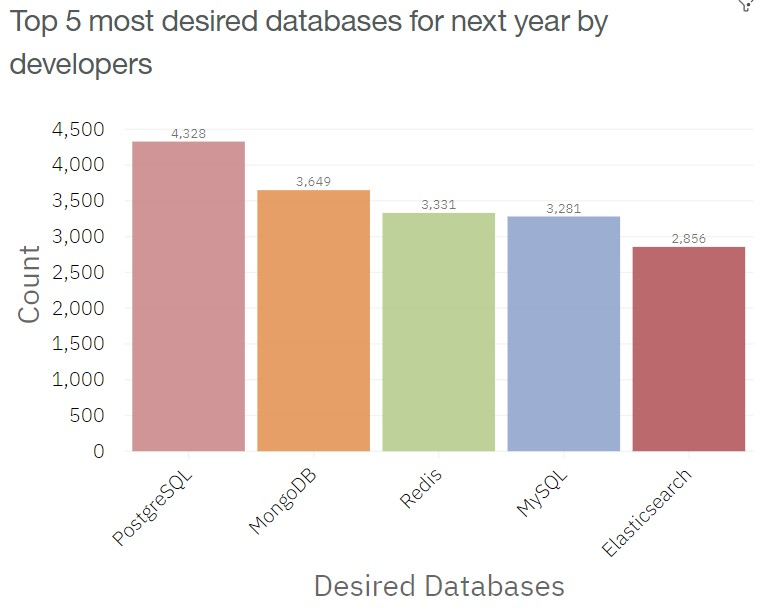 Top 5 most desired databases for next year by
developers
4,500
4,000
3,500
3,000
2,500
2,000
1,500
1,000
500
0
Count
4,328
3,649
3,331
3,281
2,856
PostgreSQL
MongoDB
Redis
MySQL
Elasticsearch
Desired Databases